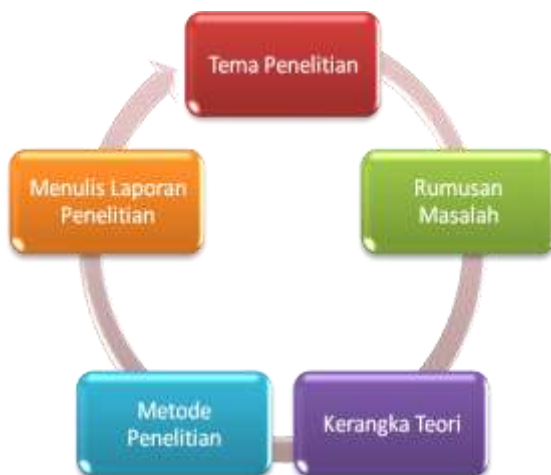 Tema Penelitian
Rumusan
Masalah
Kerangka Teori
Metode
Penelitian
Menulis Laporan
Penelitian